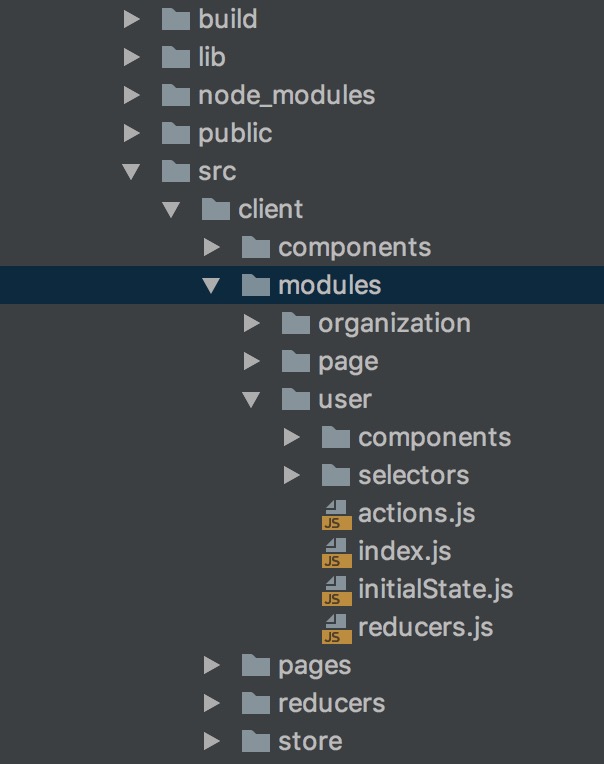 build
lib
node_modules
public
src
client
components
modules
organization
page
user
components
selectors
JS actions.js
JS index.js
JS initialState.js
JS reducers.js
pages
reducers
store